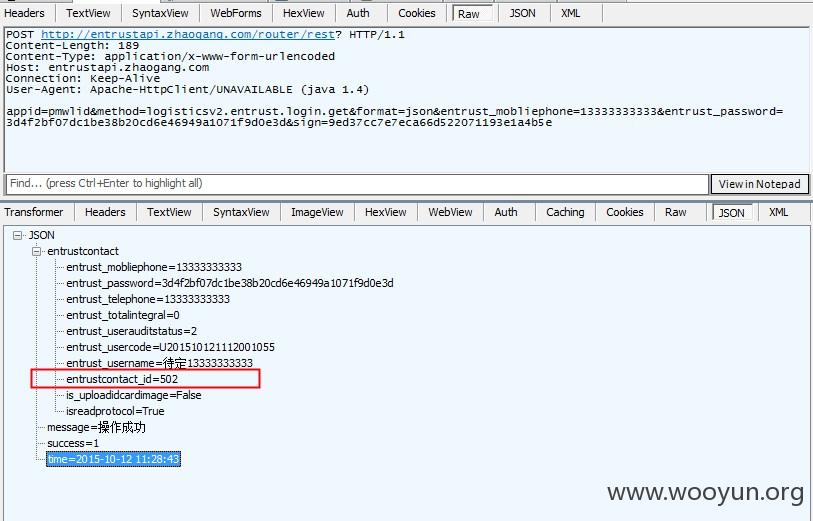 Headers TextView SyntaxView WebForms HexView Auth Cookies Raw JSON XML
POST http://entrustapi.zhaogang.com/router/rest? HTTP/1.1
Content-Length: 189
Content-Type: application/x-www-form-urlencoded
Host: entrustapi.zhaogang.com
Connection: Keep-Alive
User-Agent: Apache-HttpClient/UNAVAILABLE (java 1.4)
appid=pmwlid&method=logisticsv2.entrust.login.get&format=json&entrust_mobliephone=13333333333&entrust_password=
3d4f2bf07dc1be38b20cd6e46949a1071f9d0e3d&sign=9ed37cc7e7eca66d522071193e1a4b5e
Find... (press Ctrl+Enter to highlight all) View in Notepad
Transformer Headers TextView SyntaxView ImageView HexView WebView Auth Caching Cookies Raw JSON XML
JSON
entrustcontact
entrust_mobliephone=13333333333
entrust_password=3d4f2bf07dc1be38b20cd6e46949a1071f9d0e3d
entrust_telephone=13333333333
entrust_totalintegral=0
entrust_userauditstatus=2
entrust_usercode=U201510121112001055
entrust_username=待定13333333333
entrustcontact_id=502
is_uploadidcardimage=False
isreadprotocol=True
message=操作成功
success=1
time=2015-10-12 11:28:43
www.wooyun.org